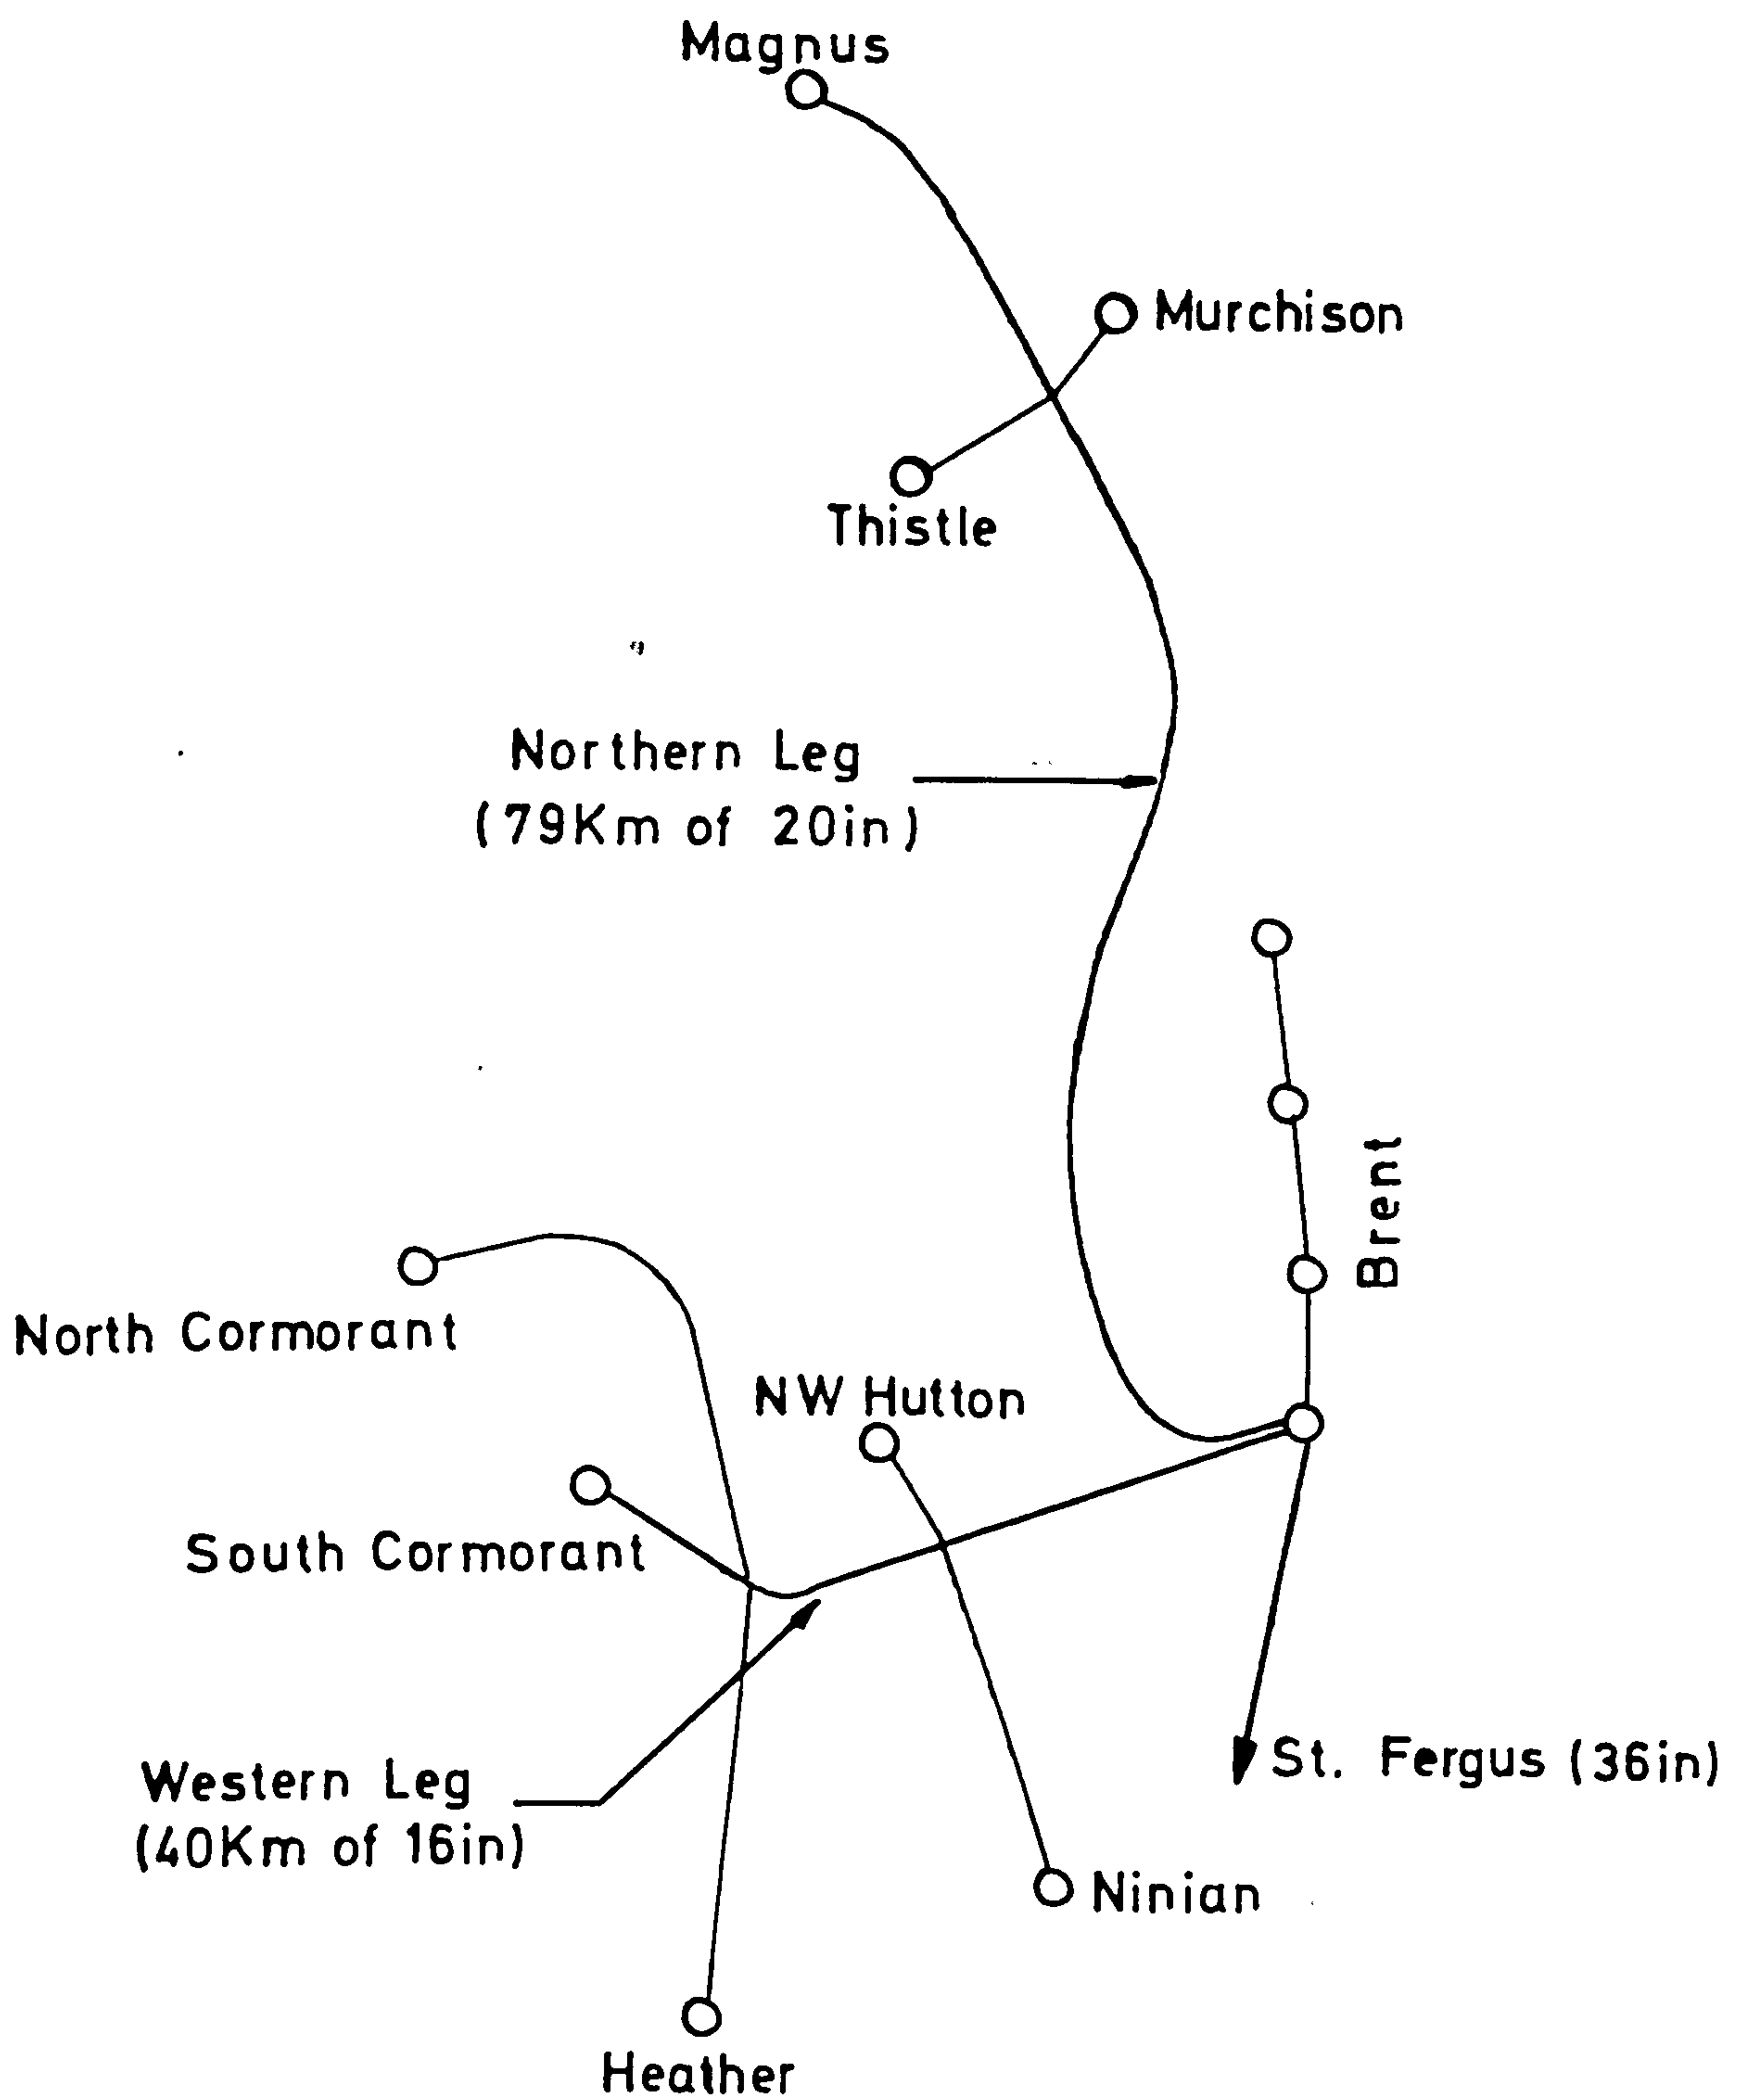 Magnus
Murchison
Thistle
Northern Leg
(79Km of 20in)
Brent
North Cormorant
NW Hutton
South Cormorant
St. Fergus (36in)
Western Leg
(40Km of 16in)
Ninian
Heather